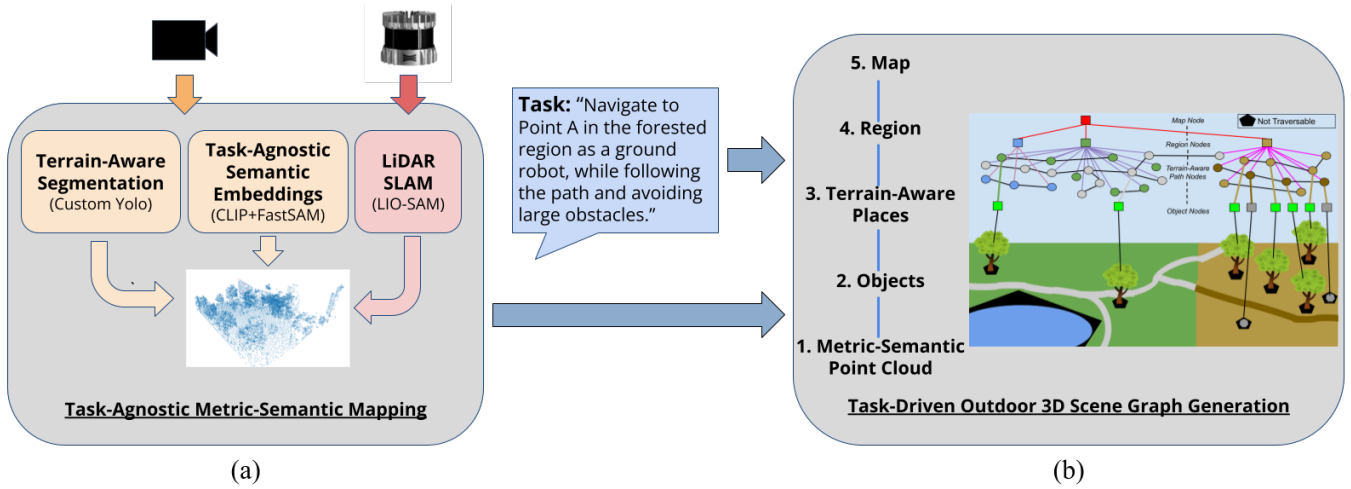 Terrain-Aware
Segmentation
(Custom Yolo)
Task-Agnostic
Semantic
Embeddings
(CLIP+FastSAM)
LiDAR
SLAM
(LIO-SAM)
Task-Agnostic Metric-Semantic Mapping
(a)
Task: “Navigate to
Point A in the forested
region as a ground
robot, while following
the path and avoiding
large obstacles.”
5. Map
4. Region
3. Terrain-Aware
Places
2. Objects
1. Metric-Semantic
Point Cloud
Map Node
Not Traversable
Region Nodes
Terrain-Aware
Path Nodes
Object Nodes
Task-Driven Outdoor 3D Scene Graph Generation
(b)